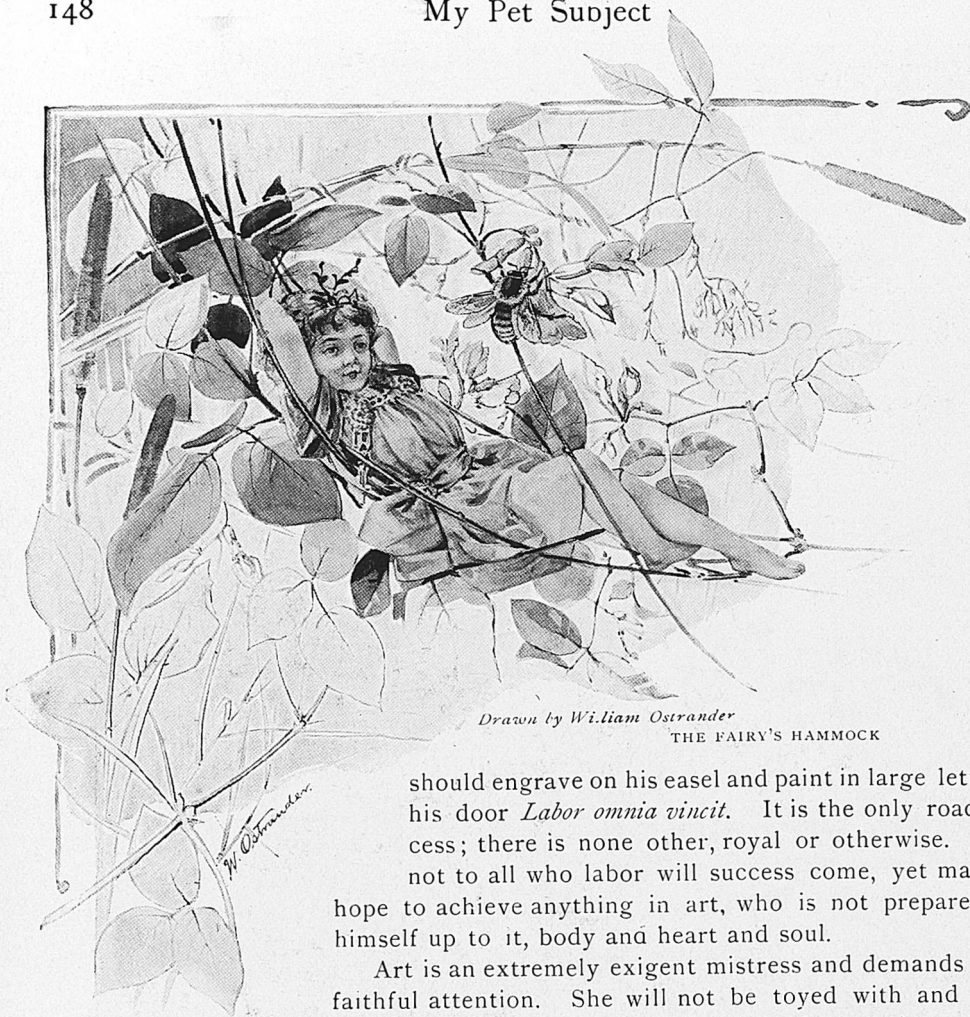 148
My Pet Subject
Drawn by William Ostrander
THE FAIRY'S HAMMOCK
W. Ostrander.
should engrave on his easel and paint in large let
his door Labor omnia vincit. It is the only road
cess; there is none other, royal or otherwise.
not to all who labor will success come, yet ma
hope to achieve anything in art, who is not prepare
himself up to it, body and heart and soul.
Art is an extremely exigent mistress and demands
faithful attention. She will not be toyed with and